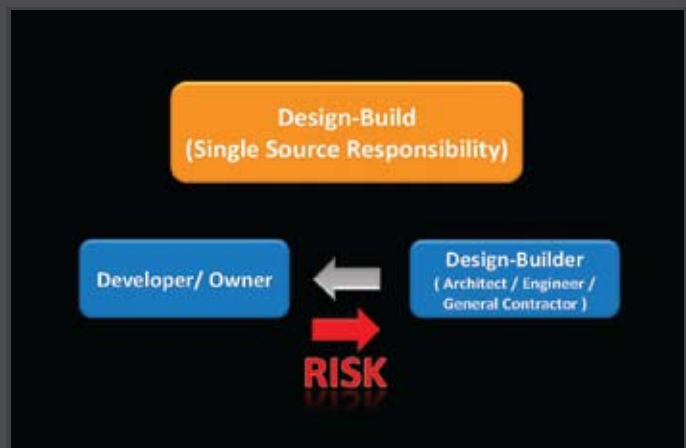 Design-Build
(Single Source Responsibility)
Developer/ Owner
Design-Builder
( Architect / Engineer /
General Contractor )
RISK